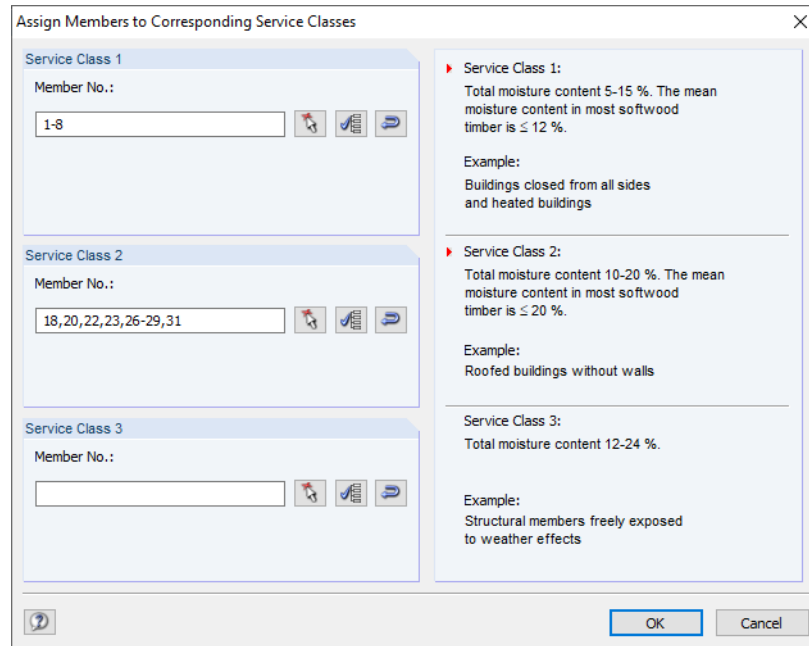 Assign Members to Corresponding Service Classes
Service Class 1
Member No.:
1-8
Service Class 2
Member No.:
18,20,22,23,26-29,31
Service Class 3
Member No.:
Service Class 1:
Total moisture content 5-15 %. The mean
moisture content in most softwood
timber is ≤ 12 %.
Example:
Buildings closed from all sides
and heated buildings
Service Class 2:
Total moisture content 10-20 %. The mean
moisture content in most softwood
timber is ≤ 20 %.
Example:
Roofed buildings without walls
Service Class 3:
Total moisture content 12-24 %.
Example:
Structural members freely exposed
to weather effects
OK
Cancel